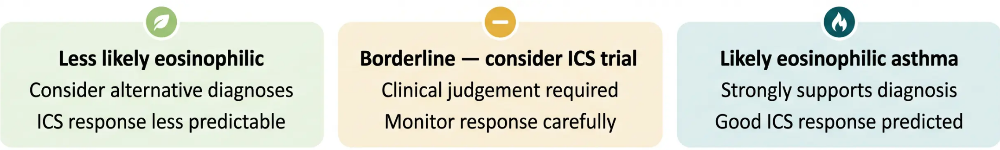 Less likely eosinophilic
Consider alternative diagnoses
ICS response less predictable
Borderline — consider ICS trial
Clinical judgement required
Monitor response carefully
Likely eosinophilic asthma
Strongly supports diagnosis
Good ICS response predicted